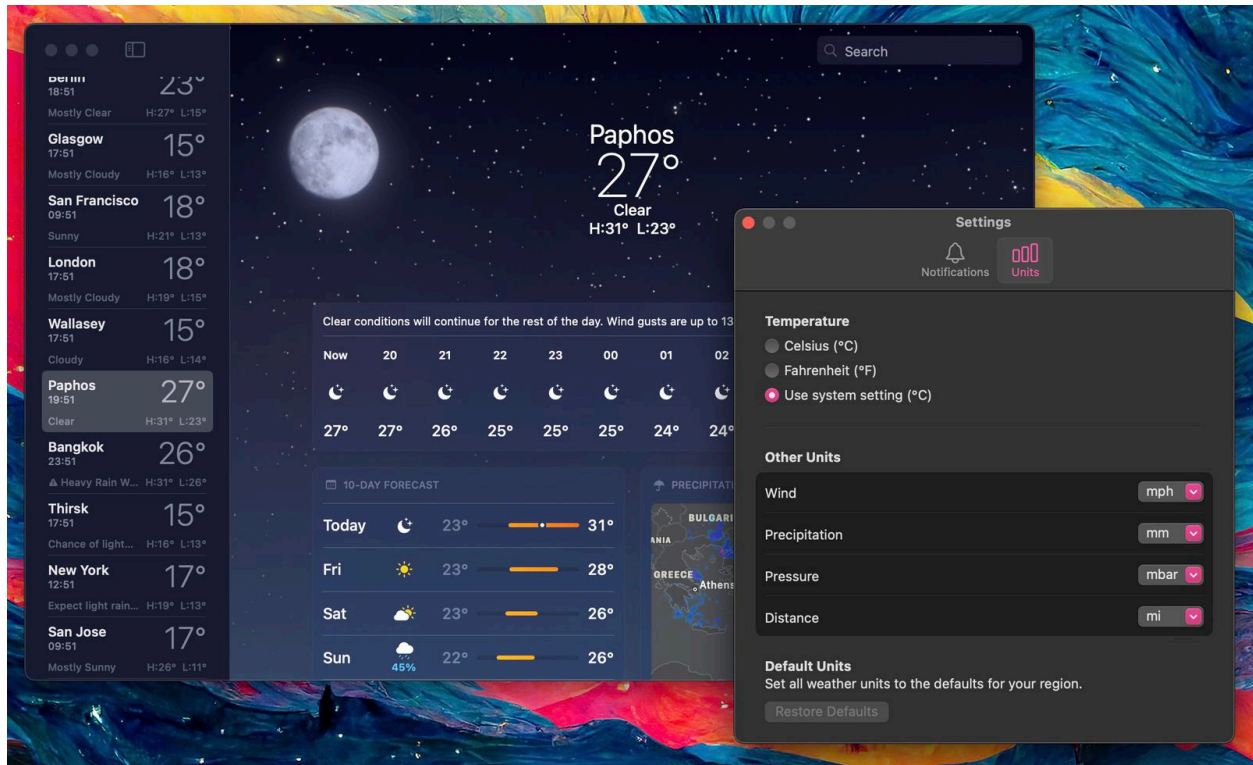 Berlin
18:51
23°
Mostly Clear
H:27° L:15°
Glasgow
17:51
15°
Mostly Cloudy
H:16° L:13°
San Francisco
09:51
18°
Sunny
H:21° L:13°
London
17:51
18°
Mostly Cloudy
H:19° L:15°
Wallasey
17:51
15°
Cloudy
H:16° L:14°
Paphos
19:51
27°
Clear
H:31° L:23°
Bangkok
23:51
26°
Heavy Rain W...
H:31° L:26°
Thirsk
17:51
15°
Chance of light...
H:16° L:13°
New York
12:51
17°
Expect light rain...
H:19° L:13°
San Jose
09:51
17°
Mostly Sunny
H:26° L:11°
Search
Paphos
27°
Clear
H:31° L:23°
Clear conditions will continue for the rest of the day. Wind gusts are up to 13
Now 20 21 22 23 00 01 02
27° 27° 26° 25° 25° 25° 24° 24°
10-DAY FORECAST
Today 23° 31°
Fri 23° 28°
Sat 23° 26°
Sun 45% 22° 26°
PRECIPITATI
BULGARI
ANIA
GREECE
Athens
Settings
Notifications
Units
Temperature
Celsius (°C)
Fahrenheit (°F)
Use system setting (°C)
Other Units
Wind mph
Precipitation mm
Pressure mbar
Distance mi
Default Units
Set all weather units to the defaults for your region.
Restore Defaults